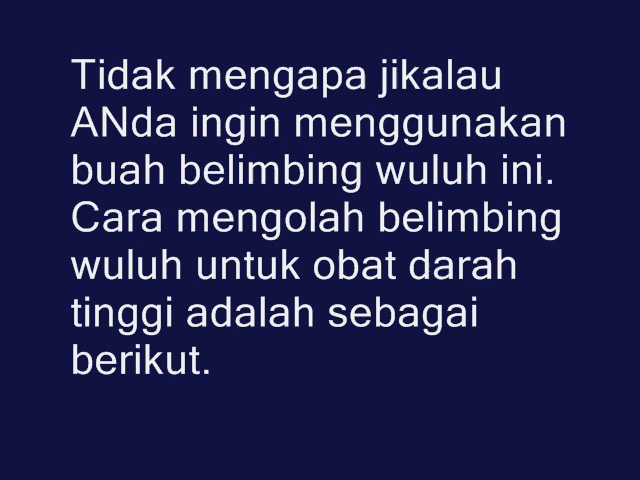 Tidak mengapa jikalau
ANda ingin menggunakan
buah belimbing wuluh ini.
Cara mengolah belimbing
wuluh untuk obat darah
tinggi adalah sebagai
berikut.